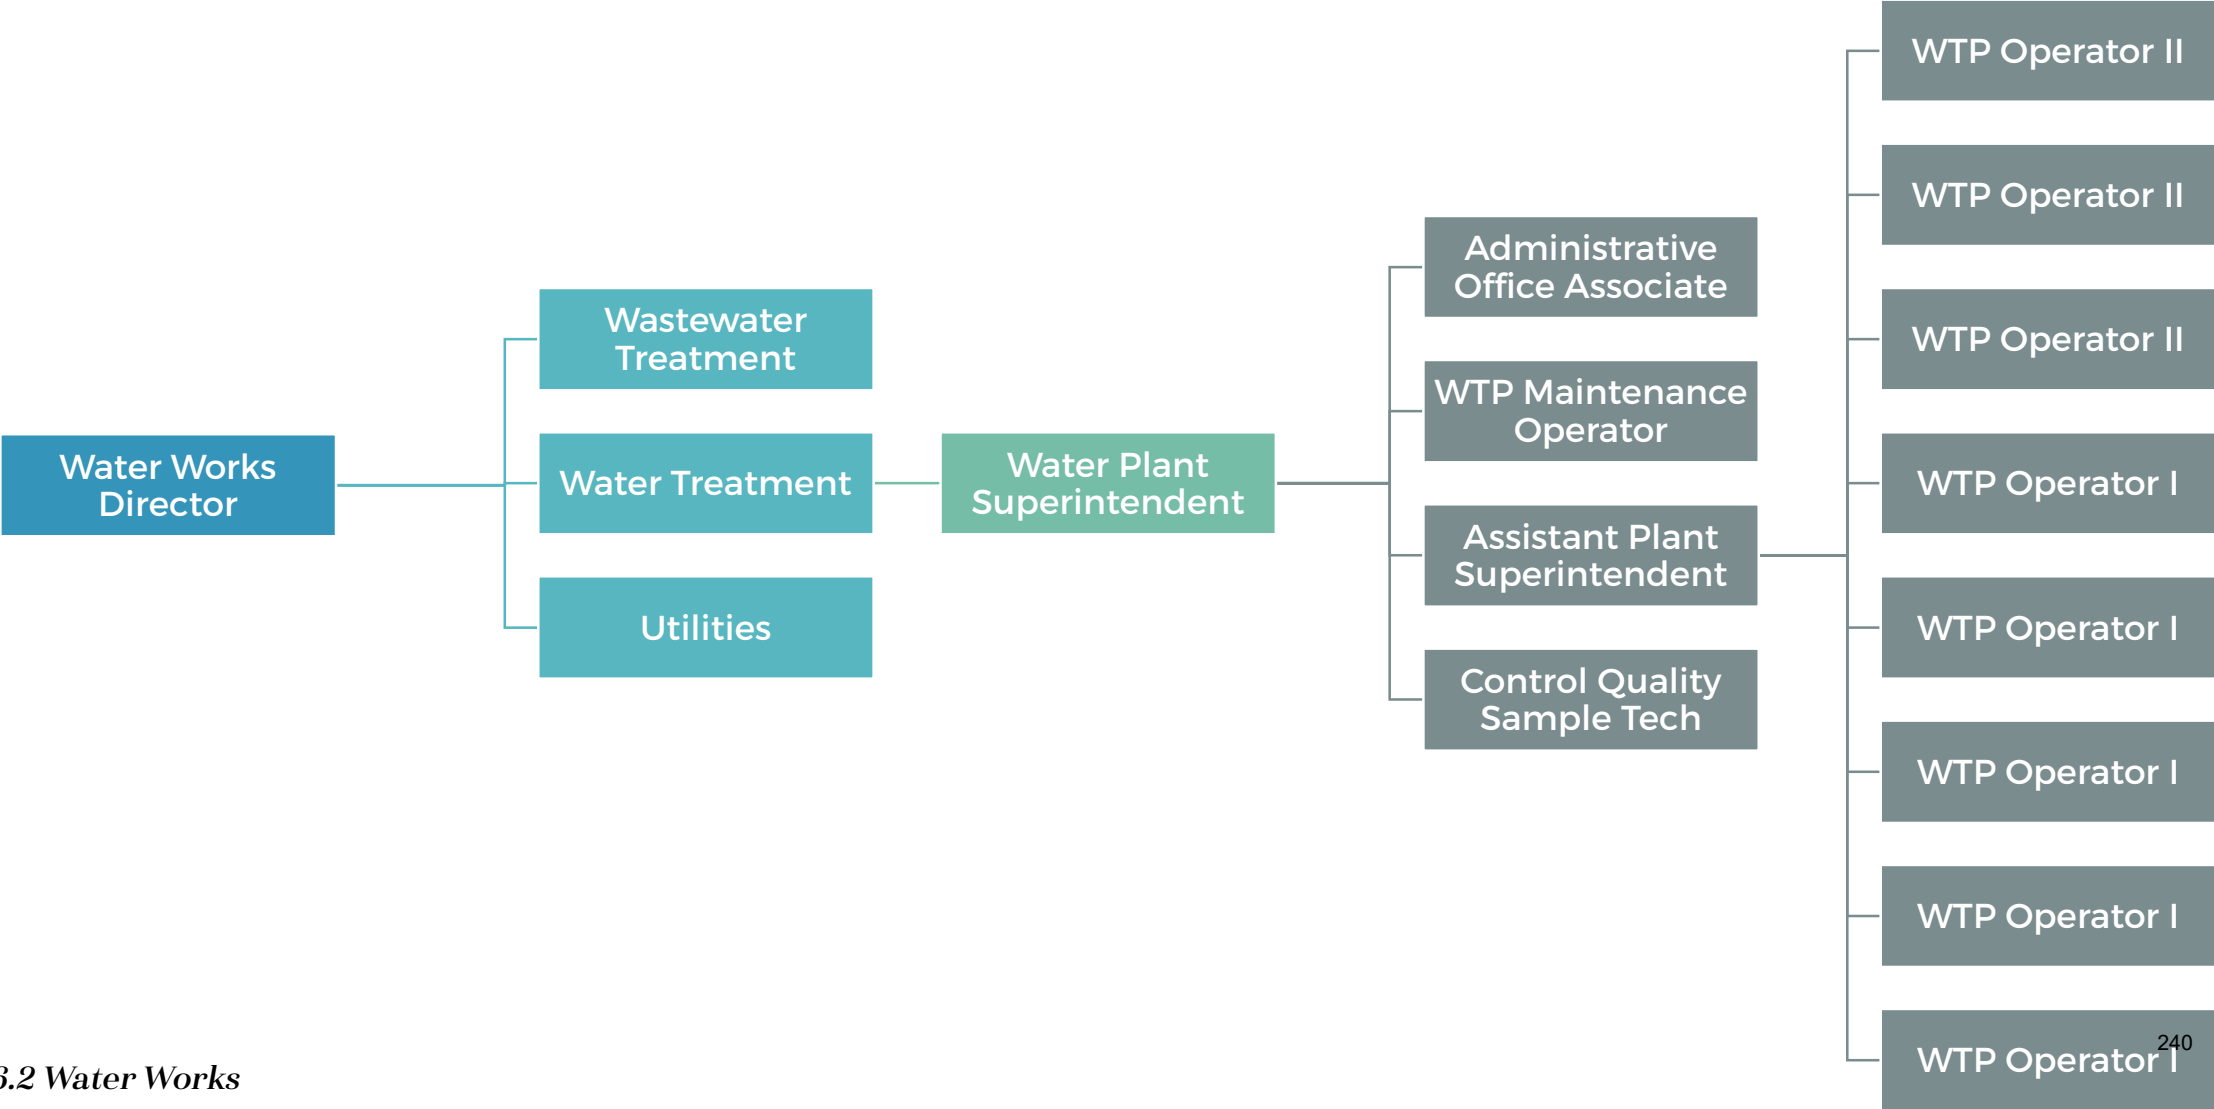 Water Works
Director
Wastewater
Treatment
Water Treatment
Utilities
Water Plant
Superintendent
Administrative
Office Associate
WTP Maintenance
Operator
Assistant Plant
Superintendent
Control Quality
Sample Tech
WTP Operator II
WTP Operator II
WTP Operator II
WTP Operator I
WTP Operator I
WTP Operator I
WTP Operator I
WTP Operator I
240
6.2 Water Works